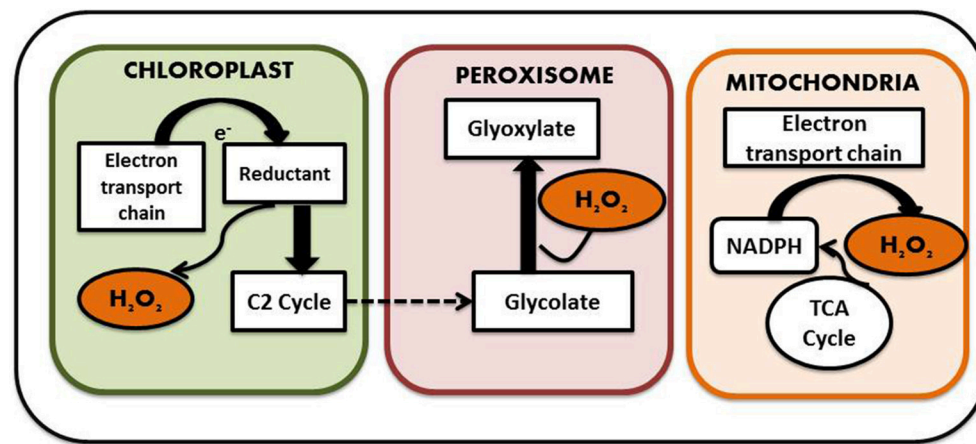 CHLOROPLAST
e⁻
Electron
transport
chain
Reductant
H₂O₂
C2 Cycle
PEROXISOME
Glyoxylate
H₂O₂
Glycolate
MITOCHONDRIA
Electron
transport chain
NADPH
H₂O₂
TCA
Cycle